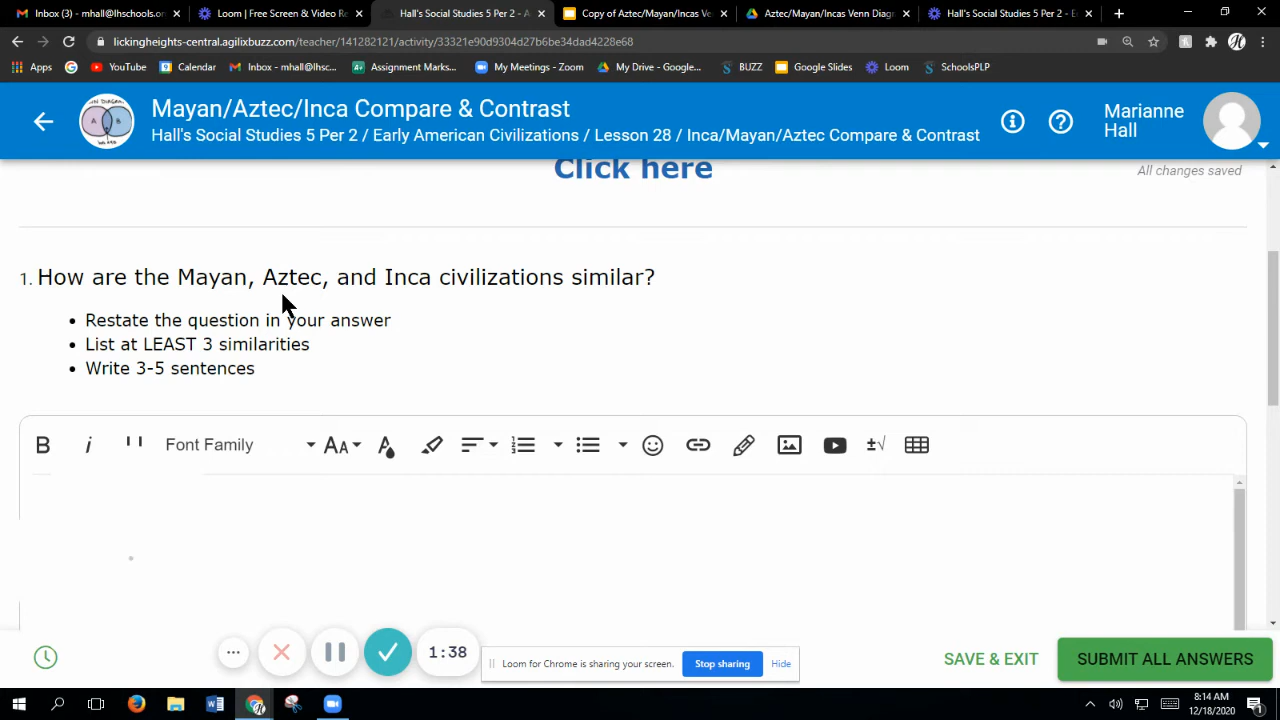 Inbox (3) - mhall@lhschools.on
Loom | Free Screen & Video Re
Hall's Social Studies 5 Per 2 - A
Copy of Aztec/Mayan/Incas Ve
Aztec/Mayan/Incas Venn Diagr
Hall's Social Studies 5 Per 2 - E
lickingheights-central.agilixbuzz.com/teacher/141282121/activity/33321e90d9304d27b6be34dad4228e68
Apps
YouTube
Calendar
Inbox - mhall@lhsc...
Assignment Marks...
My Meetings - Zoom
My Drive - Google...
BUZZ
Google Slides
Loom
SchoolsPLP
Mayan/Aztec/Inca Compare & Contrast
Hall's Social Studies 5 Per 2 / Early American Civilizations / Lesson 28 / Inca/Mayan/Aztec Compare & Contrast
Marianne
Hall
A
B
Click here
All changes saved
1. How are the Mayan, Aztec, and Inca civilizations similar?
• Restate the question in your answer
• List at LEAST 3 similarities
• Write 3-5 sentences
B
i
Font Family
1:38
Loom for Chrome is sharing your screen.
Stop sharing
Hide
SAVE & EXIT
SUBMIT ALL ANSWERS
8:14 AM
12/18/2020